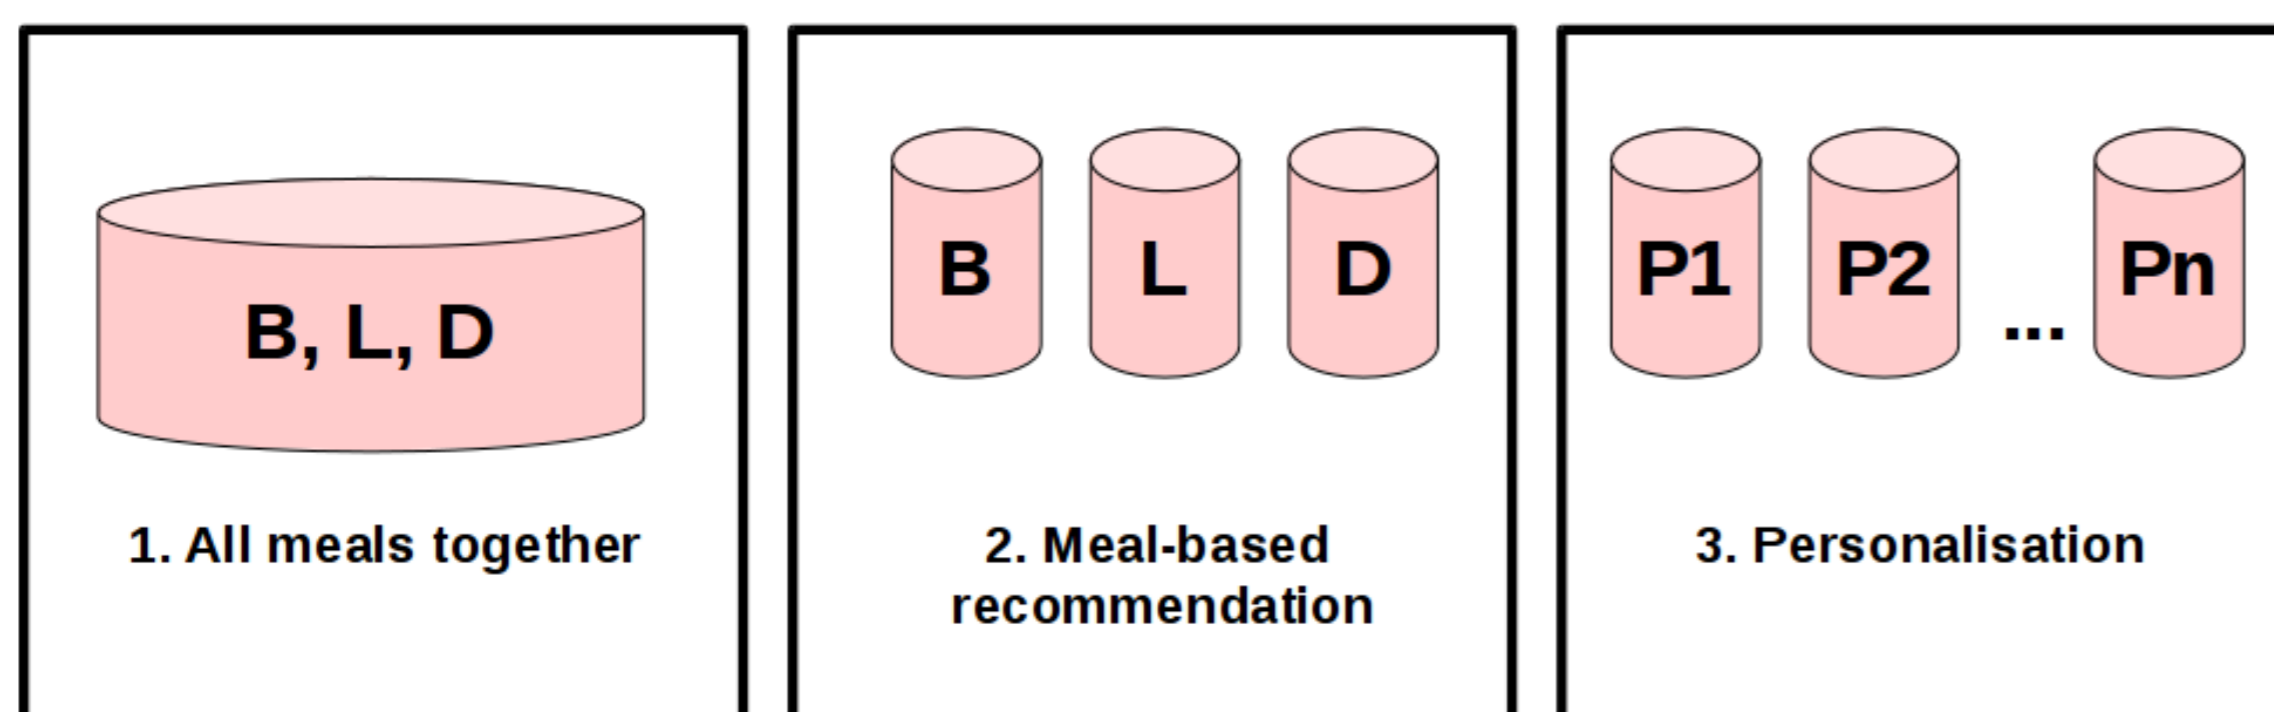 B, L, D
1. All meals together
B
L
D
2. Meal-based
recommendation
P1
P2
...
Pn
3. Personalisation